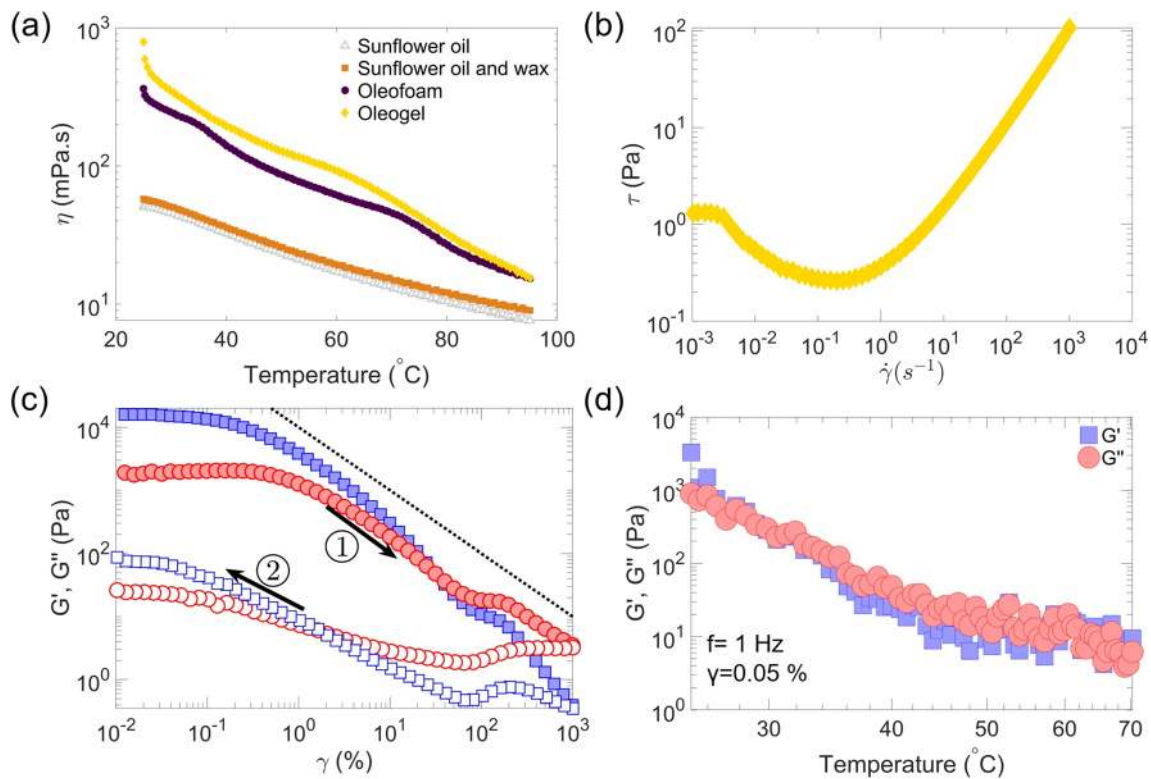 (a)
10³
10²
10¹
η (mPa.s)
20 40 60 80 100
Temperature (°C)
Sunflower oil
Sunflower oil and wax
Oleofoam
Oleogel
(b)
10²
10¹
10⁰
10⁻¹
τ (Pa)
10⁻³ 10⁻² 10⁻¹ 10⁰ 10¹ 10² 10³ 10⁴
γ̇(s⁻¹)
(c)
10⁴
10²
10⁰
G', G" (Pa)
①
②
10⁻² 10⁻¹ 10⁰ 10¹ 10² 10³
γ (%)
(d)
10⁴
10³
10²
10¹
10⁰
G', G" (Pa)
G'
G"
f= 1 Hz
γ=0.05 %
30 40 50 60 70
Temperature (°C)